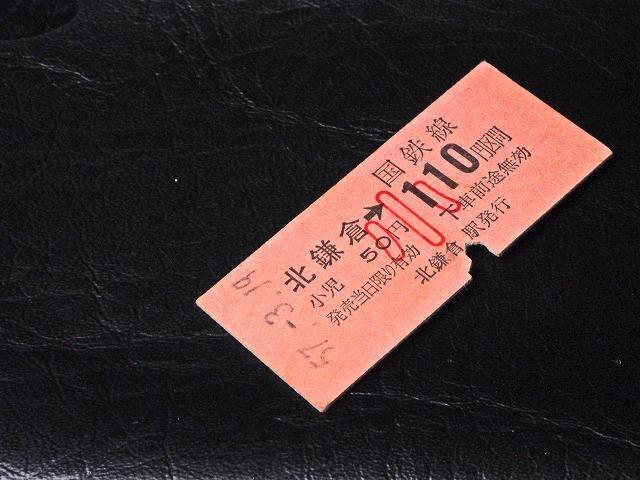 57.3.19
北鎌倉➔国鉄線110円区間
小児 50円 下車前途無効
発売当日限り有効
北鎌倉駅発行